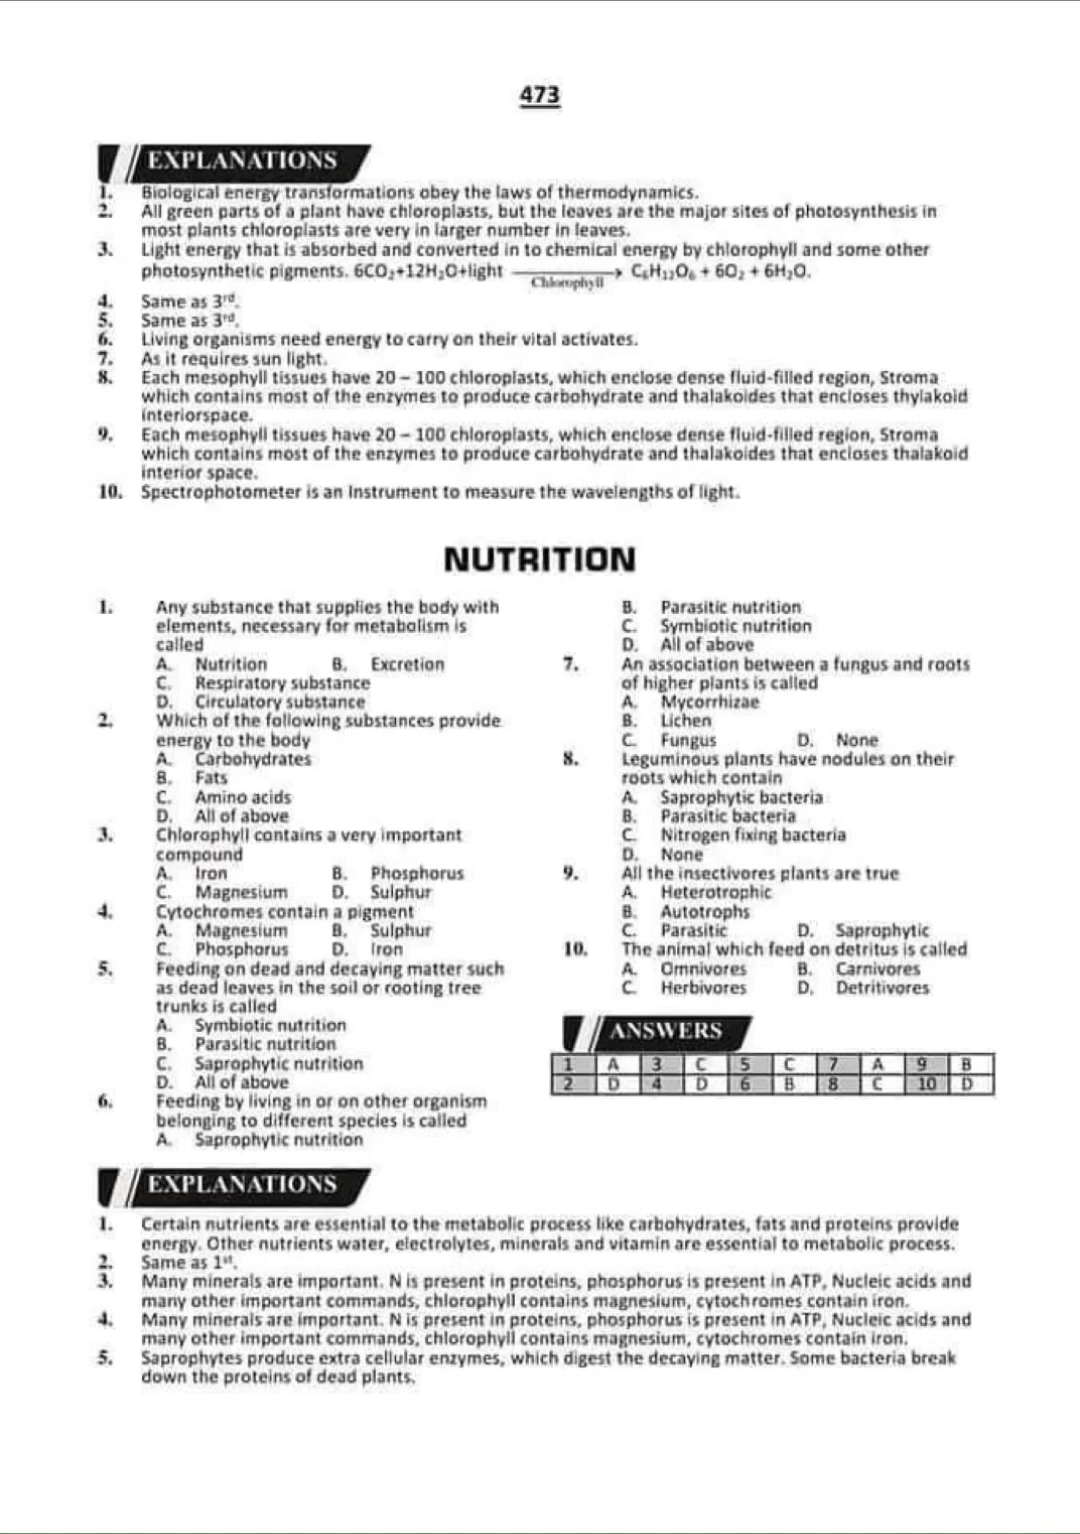 473
EXPLANATIONS
1. Biological energy transformations obey the laws of thermodynamics.
2. All green parts of a plant have chloroplasts, but the leaves are the major sites of photosynthesis in
most plants chloroplasts are very in larger number in leaves.
3. Light energy that is absorbed and converted in to chemical energy by chlorophyll and some other
photosynthetic pigments. 6CO₂+12H₂O+light ⟶ C₆H₁₂O₆ + 6O₂ + 6H₂O.
Chlorophyll
4. Same as 3rd.
5. Same as 3rd.
6. Living organisms need energy to carry on their vital activates.
7. As it requires sun light.
8. Each mesophyll tissues have 20 – 100 chloroplasts, which enclose dense fluid-filled region, Stroma
which contains most of the enzymes to produce carbohydrate and thalakoides that encloses thylakoid
interiorspace.
9. Each mesophyll tissues have 20 – 100 chloroplasts, which enclose dense fluid-filled region, Stroma
which contains most of the enzymes to produce carbohydrate and thalakoides that encloses thalakoid
interior space.
10. Spectrophotometer is an Instrument to measure the wavelengths of light.
NUTRITION
1. Any substance that supplies the body with
elements, necessary for metabolism is
called
A. Nutrition B. Excretion
C. Respiratory substance
D. Circulatory substance
2. Which of the following substances provide
energy to the body
A. Carbohydrates
B. Fats
C. Amino acids
D. All of above
3. Chlorophyll contains a very important
compound
A. Iron B. Phosphorus
C. Magnesium D. Sulphur
4. Cytochromes contain a pigment
A. Magnesium B. Sulphur
C. Phosphorus D. Iron
5. Feeding on dead and decaying matter such
as dead leaves in the soil or rooting tree
trunks is called
A. Symbiotic nutrition
B. Parasitic nutrition
C. Saprophytic nutrition
D. All of above
6. Feeding by living in or on other organism
belonging to different species is called
A. Saprophytic nutrition
B. Parasitic nutrition
C. Symbiotic nutrition
D. All of above
7. An association between a fungus and roots
of higher plants is called
A. Mycorrhizae
B. Lichen
C. Fungus D. None
8. Leguminous plants have nodules on their
roots which contain
A. Saprophytic bacteria
B. Parasitic bacteria
C. Nitrogen fixing bacteria
D. None
9. All the insectivores plants are true
A. Heterotrophic
B. Autotrophs
C. Parasitic D. Saprophytic
10. The animal which feed on detritus is called
A. Omnivores B. Carnivores
C. Herbivores D. Detritivores
ANSWERS
1 A 3 C 5 C 7 A 9 B
2 D 4 D 6 B 8 C 10 D
EXPLANATIONS
1. Certain nutrients are essential to the metabolic process like carbohydrates, fats and proteins provide
energy. Other nutrients water, electrolytes, minerals and vitamin are essential to metabolic process.
2. Same as 1st.
3. Many minerals are important. N is present in proteins, phosphorus is present in ATP, Nucleic acids and
many other important commands, chlorophyll contains magnesium, cytochromes contain iron.
4. Many minerals are important. N is present in proteins, phosphorus is present in ATP, Nucleic acids and
many other important commands, chlorophyll contains magnesium, cytochromes contain iron.
5. Saprophytes produce extra cellular enzymes, which digest the decaying matter. Some bacteria break
down the proteins of dead plants.